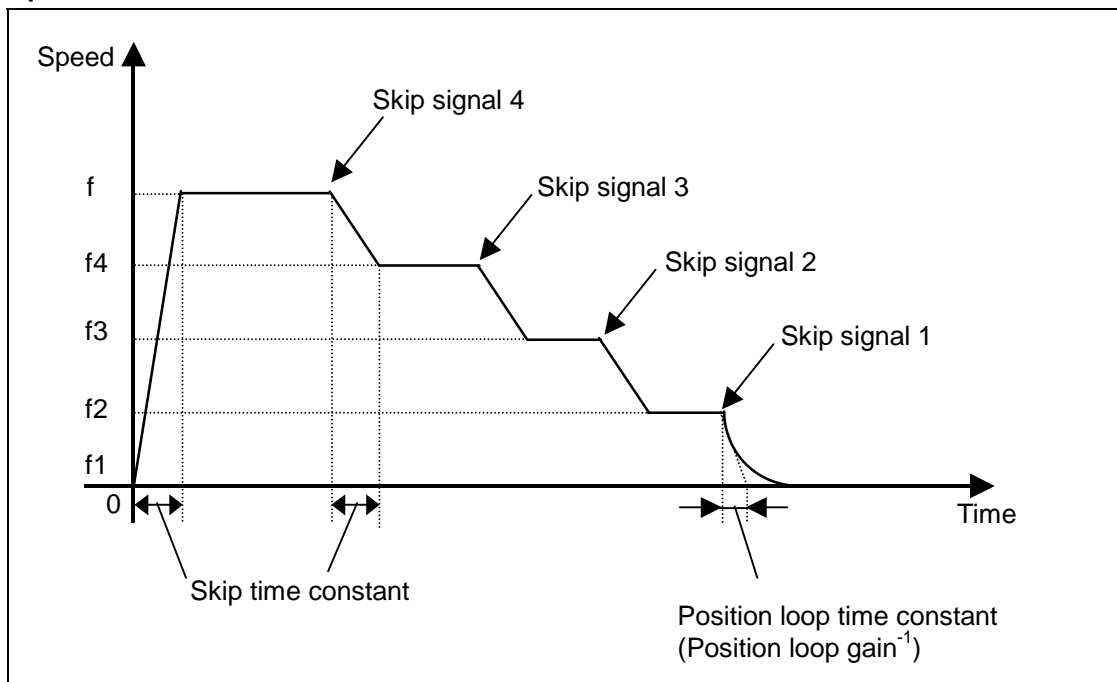 Speed
Skip signal 4
f
Skip signal 3
f4
Skip signal 2
f3
Skip signal 1
f2
f1
0
Time
Skip time constant
Position loop time constant
(Position loop gain⁻¹)